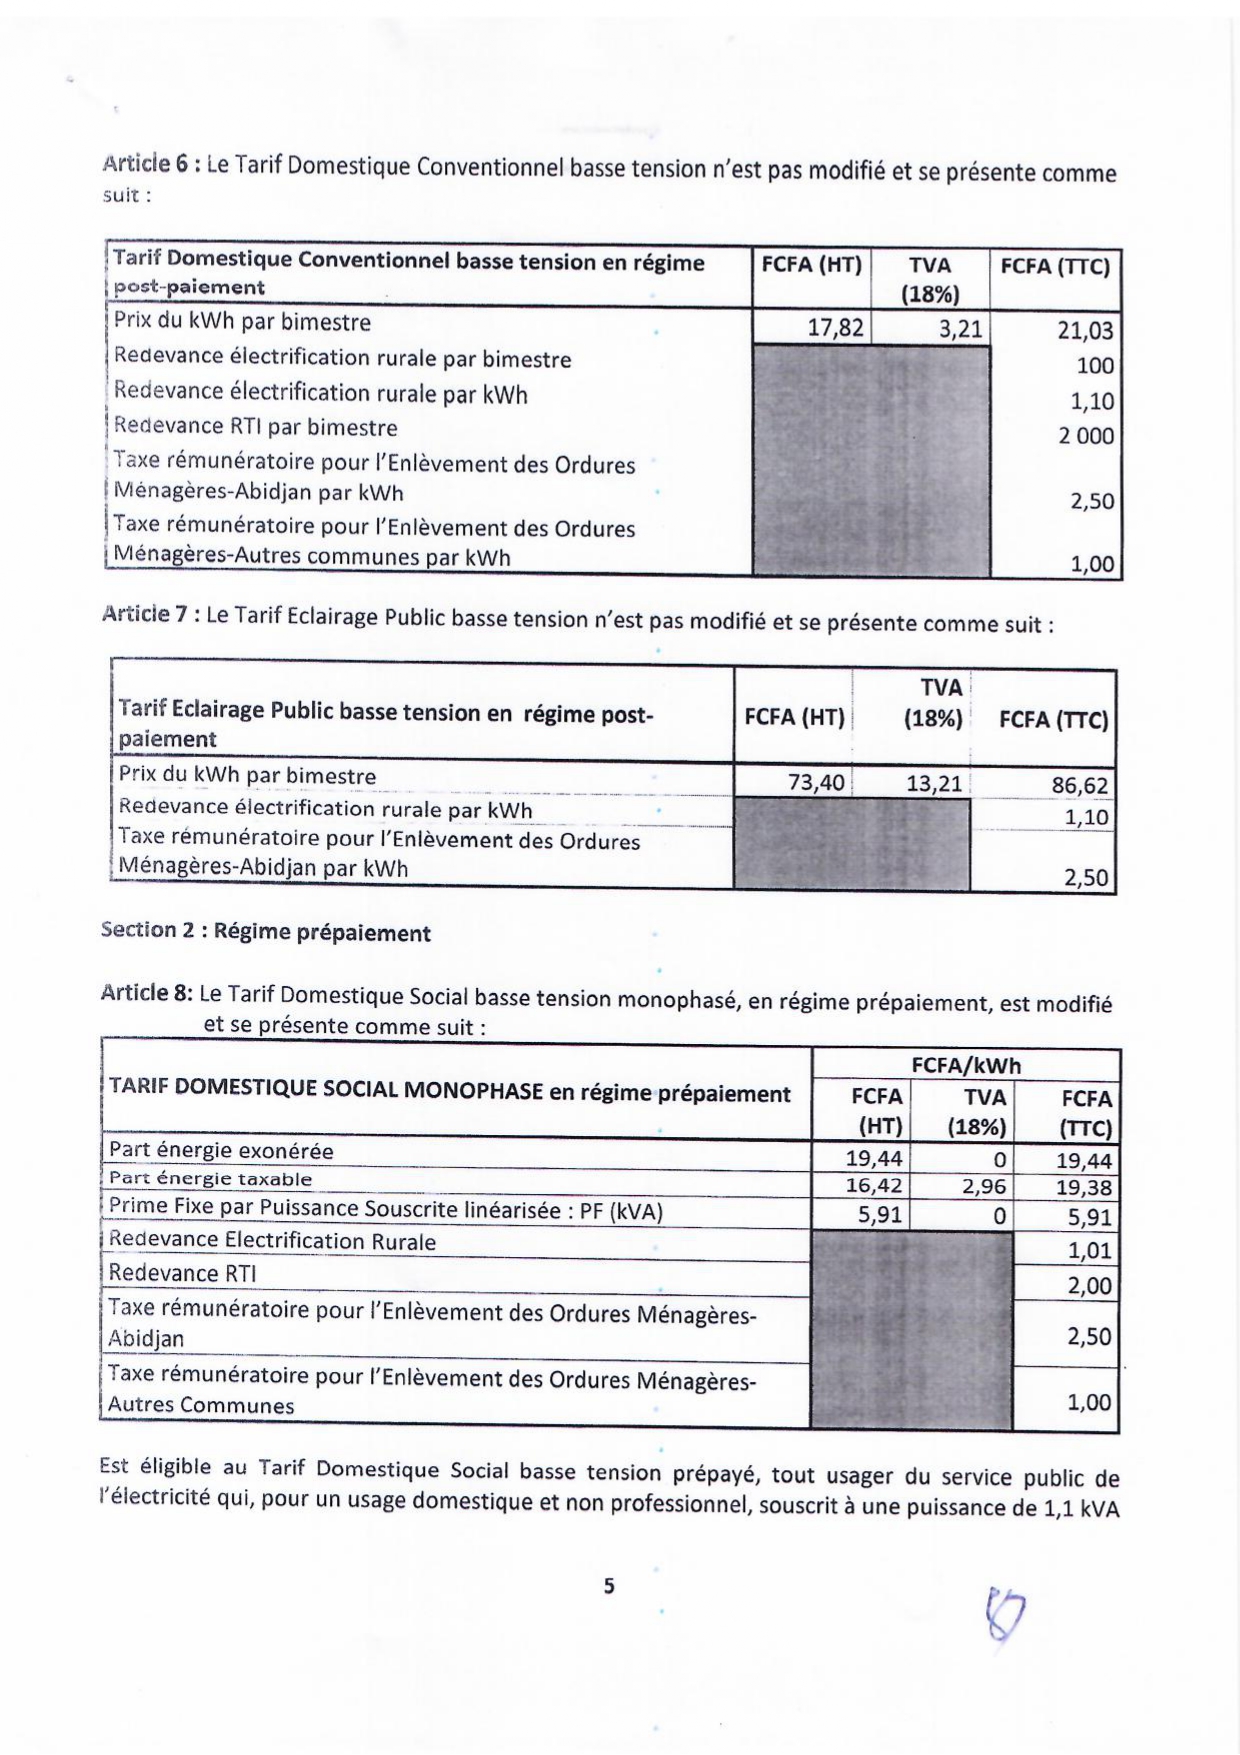 Article 6 : Le Tarif Domestique Conventionnel basse tension n'est pas modifié et se présente comme
suit :
Tarif Domestique Conventionnel basse tension en régime
post-paiement
FCFA (HT)
TVA
(18%)
FCFA (TTC)
Prix du kWh par bimestre 17,82 3,21 21,03
Redevance électrification rurale par bimestre 100
Redevance électrification rurale par kWh 1,10
Redevance RTI par bimestre 2 000
Taxe rémunératoire pour l'Enlèvement des Ordures
Ménagères-Abidjan par kWh 2,50
Taxe rémunératoire pour l'Enlèvement des Ordures
Ménagères-Autres communes par kWh 1,00
Article 7 : Le Tarif Eclairage Public basse tension n'est pas modifié et se présente comme suit :
Tarif Eclairage Public basse tension en régime post-
paiement
FCFA (HT)
TVA
(18%)
FCFA (TTC)
Prix du kWh par bimestre 73,40 13,21 86,62
Redevance électrification rurale par kWh 1,10
Taxe rémunératoire pour l'Enlèvement des Ordures
Ménagères-Abidjan par kWh 2,50
Section 2 : Régime prépaiement
Article 8: Le Tarif Domestique Social basse tension monophasé, en régime prépaiement, est modifié
et se présente comme suit :
TARIF DOMESTIQUE SOCIAL MONOPHASE en régime prépaiement
FCFA/kWh
FCFA
(HT)
TVA
(18%)
FCFA
(TTC)
Part énergie exonérée 19,44 0 19,44
Part énergie taxable 16,42 2,96 19,38
Prime Fixe par Puissance Souscrite linéarisée : PF (kVA) 5,91 0 5,91
Redevance Electrification Rurale 1,01
Redevance RTI 2,00
Taxe rémunératoire pour l'Enlèvement des Ordures Ménagères-
Abidjan 2,50
Taxe rémunératoire pour l'Enlèvement des Ordures Ménagères-
Autres Communes 1,00
Est éligible au Tarif Domestique Social basse tension prépayé, tout usager du service public de
l'électricité qui, pour un usage domestique et non professionnel, souscrit à une puissance de 1,1 kVA
5